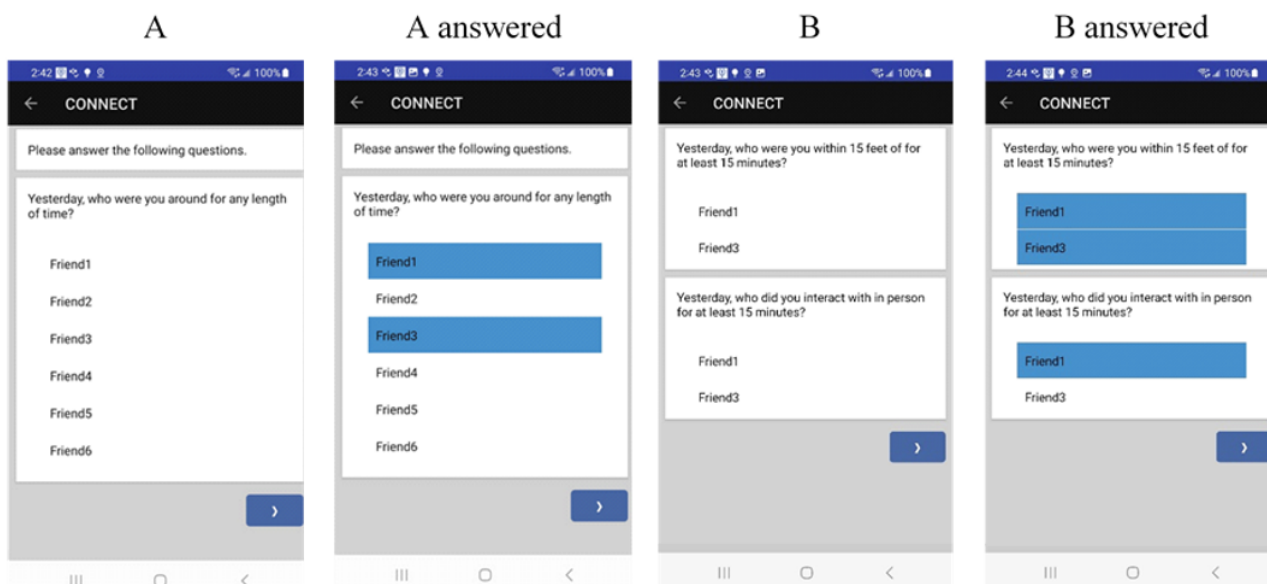 A
2:42 100%
CONNECT
Please answer the following questions.
Yesterday, who were you around for any length
of time?
Friend1
Friend2
Friend3
Friend4
Friend5
Friend6
A answered
2:43 100%
CONNECT
Please answer the following questions.
Yesterday, who were you around for any length
of time?
Friend1
Friend2
Friend3
Friend4
Friend5
Friend6
B
2:43 100%
CONNECT
Yesterday, who were you within 15 feet of for
at least 15 minutes?
Friend1
Friend3
Yesterday, who did you interact with in person
for at least 15 minutes?
Friend1
Friend3
B answered
2:44 100%
CONNECT
Yesterday, who were you within 15 feet of for
at least 15 minutes?
Friend1
Friend3
Yesterday, who did you interact with in person
for at least 15 minutes?
Friend1
Friend3